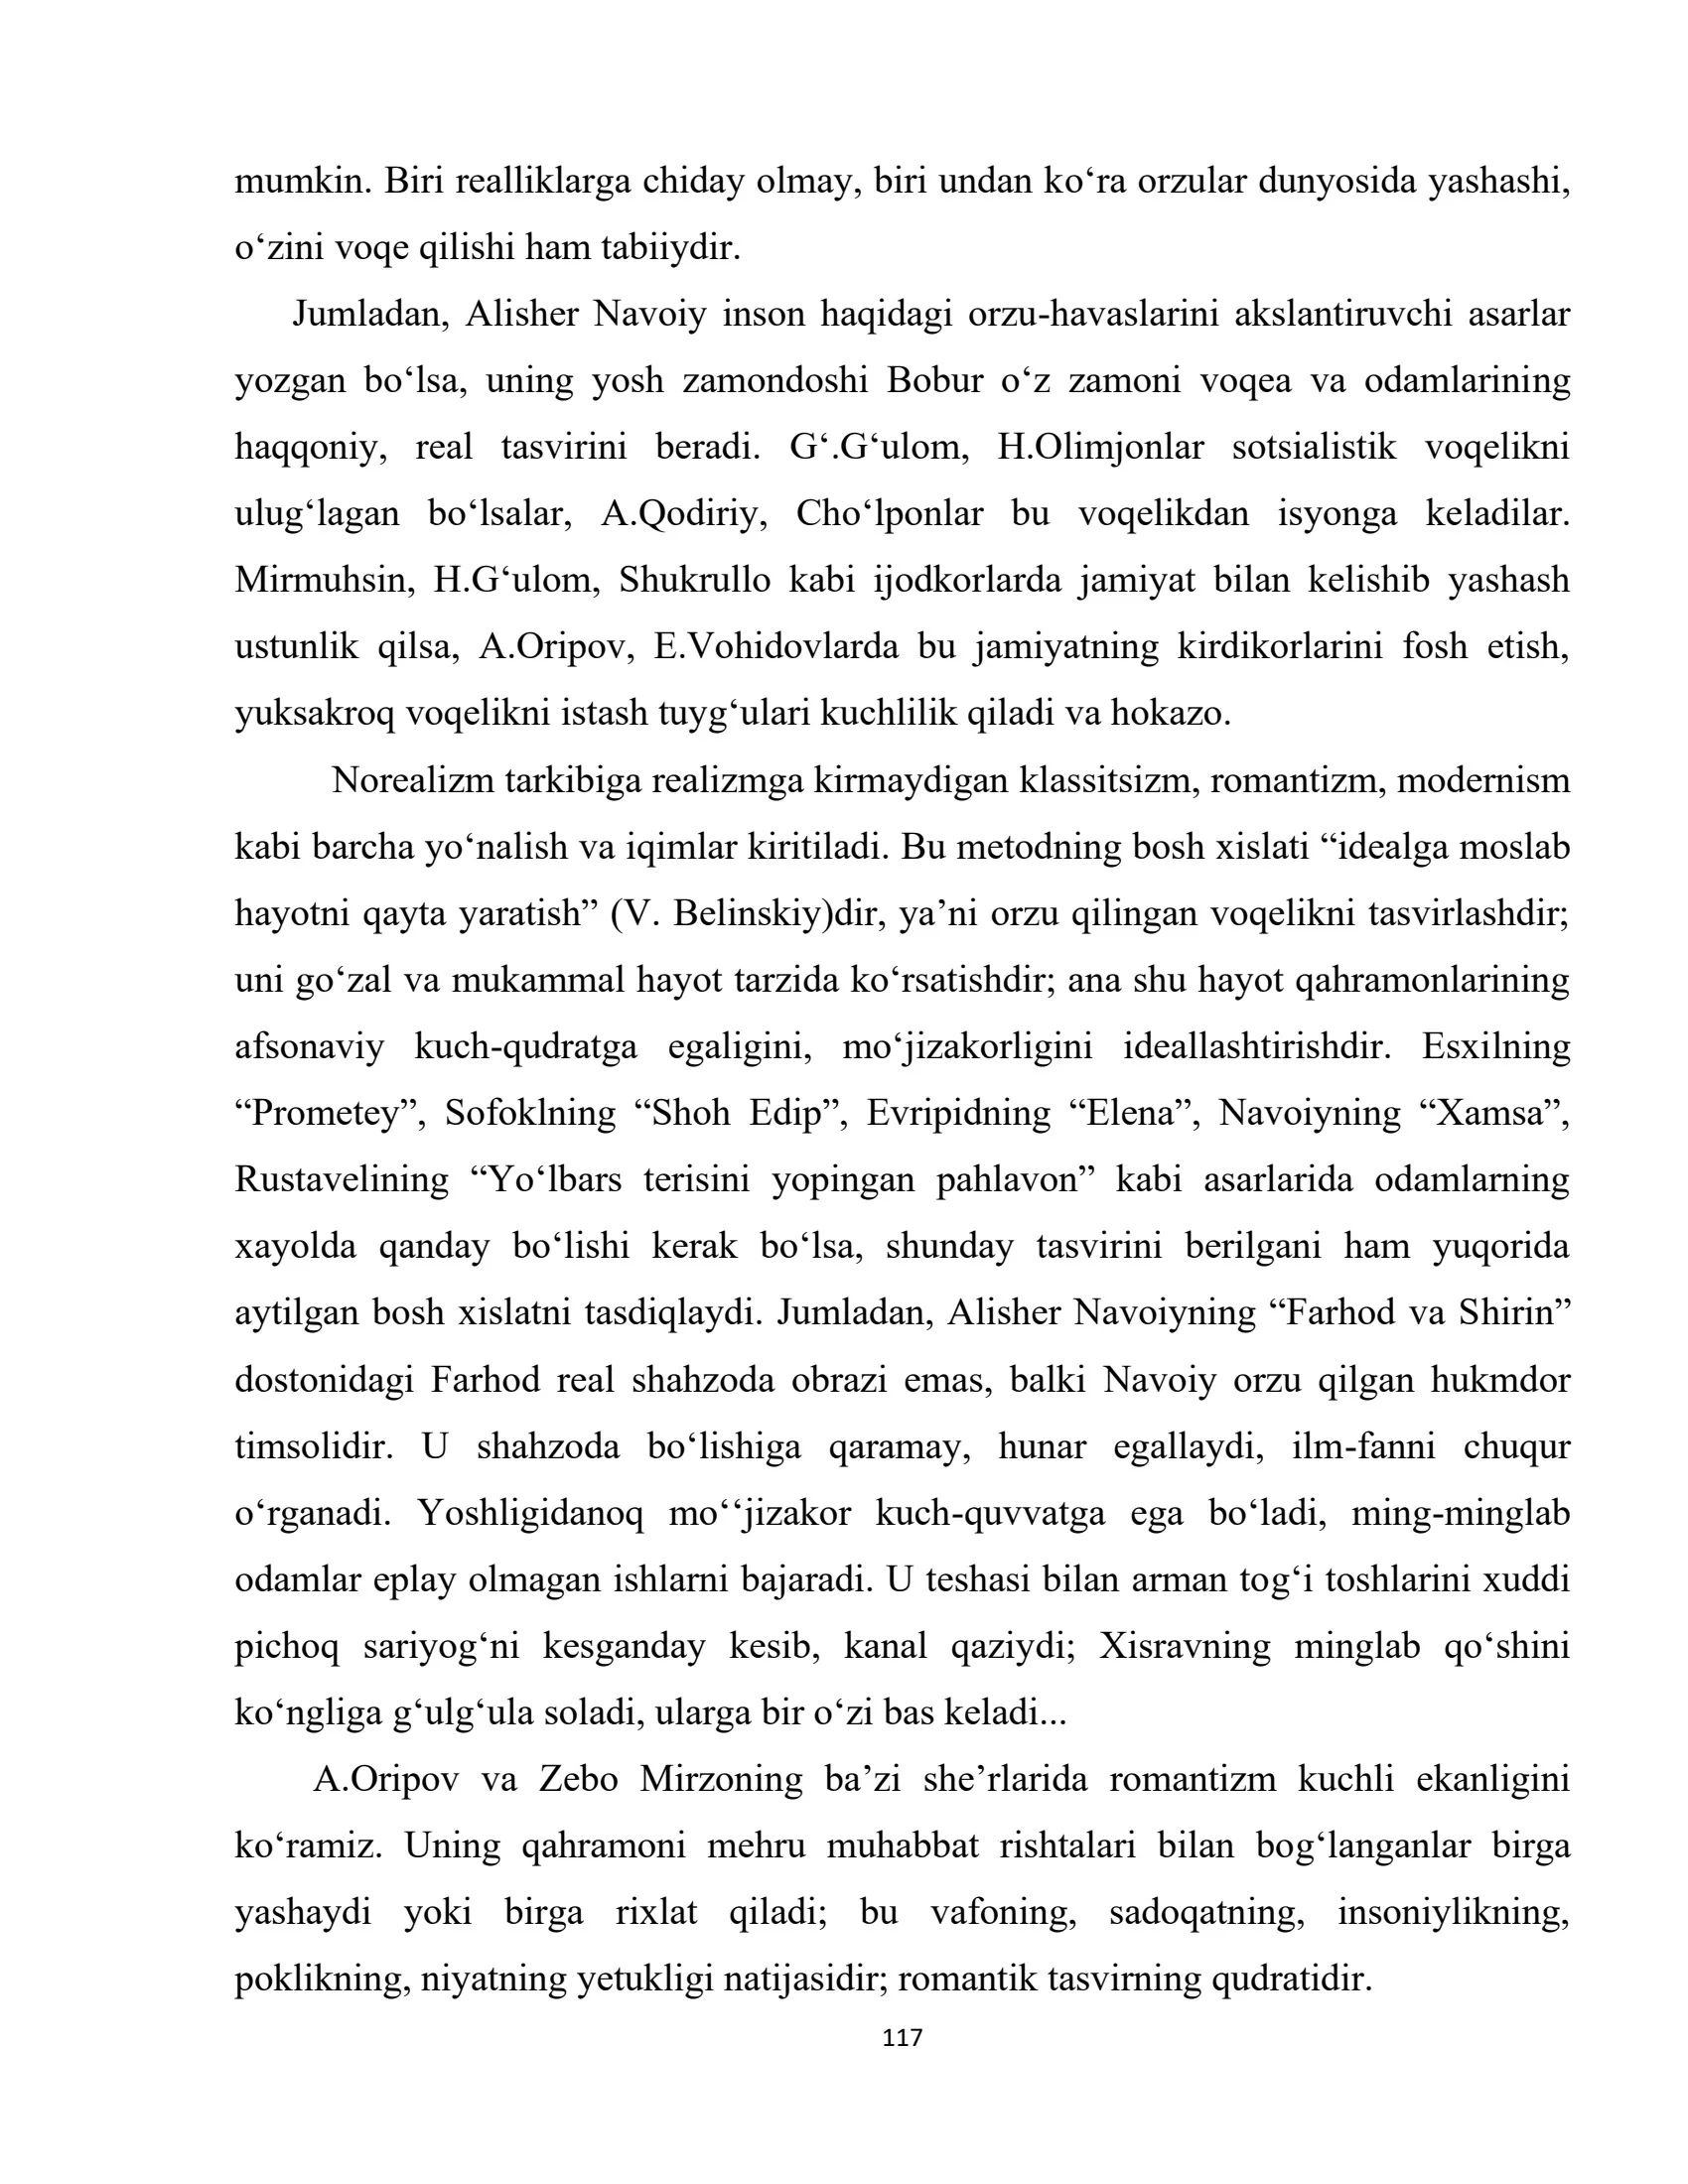 mumkin. Biri realliklarga chiday olmay, biri undan ko‘ra orzular dunyosida yashashi,
o‘zini voqe qilishi ham tabiiydir.
Jumladan, Alisher Navoiy inson haqidagi orzu-havaslarini akslantiruvchi asarlar
yozgan bo‘lsa, uning yosh zamondoshi Bobur o‘z zamoni voqea va odamlarining
haqqoniy, real tasvirini beradi. G‘.G‘ulom, H.Olimjonlar sotsialistik voqelikni
ulug‘lagan bo‘lsalar, A.Qodiriy, Cho‘lponlar bu voqelikdan isyonga keladilar.
Mirmuhsin, H.G‘ulom, Shukrullo kabi ijodkorlarda jamiyat bilan kelishib yashash
ustunlik qilsa, A.Oripov, E.Vohidovlarda bu jamiyatning kirdikorlarini fosh etish,
yuksakroq voqelikni istash tuyg‘ulari kuchlilik qiladi va hokazo.
Norealizm tarkibiga realizmga kirmaydigan klassitsizm, romantizm, modernism
kabi barcha yo‘nalish va iqimlar kiritiladi. Bu metodning bosh xislati “idealga moslab
hayotni qayta yaratish” (V. Belinskiy)dir, ya’ni orzu qilingan voqelikni tasvirlashdir;
uni go‘zal va mukammal hayot tarzida ko‘rsatishdir; ana shu hayot qahramonlarining
afsonaviy kuch-qudratga egaligini, mo‘jizakorligini ideallashtirishdir. Esxilning
“Prometey”, Sofoklning “Shoh Edip”, Evripidning “Elena”, Navoiyning “Xamsa”,
Rustavelining “Yo‘lbars terisini yopingan pahlavon” kabi asarlarida odamlarning
xayolda qanday bo‘lishi kerak bo‘lsa, shunday tasvirini berilgani ham yuqorida
aytilgan bosh xislatni tasdiqlaydi. Jumladan, Alisher Navoiyning “Farhod va Shirin”
dostonidagi Farhod real shahzoda obrazi emas, balki Navoiy orzu qilgan hukmdor
timsolidir. U shahzoda bo‘lishiga qaramay, hunar egallaydi, ilm-fanni chuqur
o‘rganadi. Yoshligidanoq mo‘‘jizakor kuch-quvvatga ega bo‘ladi, ming-minglab
odamlar eplay olmagan ishlarni bajaradi. U teshasi bilan arman tog‘i toshlarini xuddi
pichoq sariyog‘ni kesganday kesib, kanal qaziydi; Xisravning minglab qo‘shini
ko‘ngliga g‘ulg‘ula soladi, ularga bir o‘zi bas keladi...
A.Oripov va Zebo Mirzoning ba’zi she’rlarida romantizm kuchli ekanligini
ko‘ramiz. Uning qahramoni mehru muhabbat rishtalari bilan bog‘langanlar birga
yashaydi yoki birga rixlat qiladi; bu vafoning, sadoqatning, insoniylikning,
poklikning, niyatning yetukligi natijasidir; romantik tasvirning qudratidir.
117